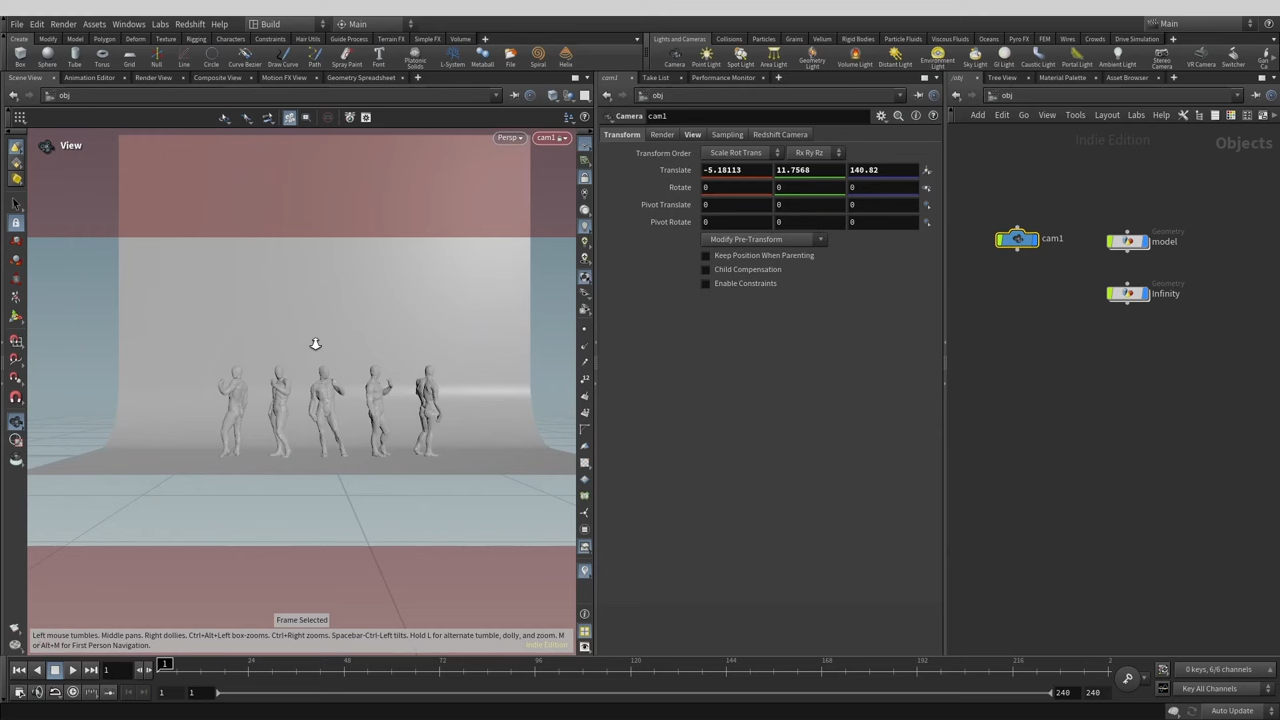 File Edit Render Assets Windows Labs Redshift Help Build Main Main
Create Modify Model Polygon Deform Texture Rigging Characters Constraints Hair Utils Guide Process Terrain FX Simple FX Volume
Lights and Cameras Collisions Particles Grains Vellum Rigid Bodies Particle Fluids Viscous Fluids Oceans Pyro FX FEM Wires Crowds Drive Simulation
Box Sphere Tube Torus Grid Null Line Circle Curve Bezier Draw Curve Path Spray Paint Font Platonic Solids L-System Metaball File Spiral Helix
Camera Point Light Spot Light Area Light Geometry Light Volume Light Distant Light Environment Light Sky Light GI Light Caustic Light Portal Light Ambient Light Stereo Camera VR Camera Switcher
Scene View Animation Editor Render View Composite View Motion FX View Geometry Spreadsheet
cam1 Take List Performance Monitor
/obj Tree View Material Palette Asset Browser
obj
obj
obj
Camera cam1
Add Edit Go View Tools Layout Labs Help
Transform Render View Sampling Redshift Camera
View
Persp
cam1
Indie Edition
Objects
Transform Order Scale Rot Trans Rx Ry Rz
Translate -5.18113 11.7568 140.82
Rotate 0 0 0
Pivot Translate 0 0 0
Pivot Rotate 0 0 0
Modify Pre-Transform
Keep Position When Parenting
Child Compensation
Enable Constraints
cam1
Geometry
model
Geometry
Infinity
Frame Selected
Left mouse tumbles. Middle pans. Right dollies. Ctrl+Alt+Left box-zooms. Ctrl+Right zooms. Spacebar-Ctrl-Left tilts. Hold L for alternate tumble, dolly, and zoom. M
or Alt+M for First Person Navigation.
Indie Edition
1 1 24 48 72 96 120 144 168 192 216 2
0 keys, 6/6 channels
1 1 240 240
Key All Channels
Auto Update